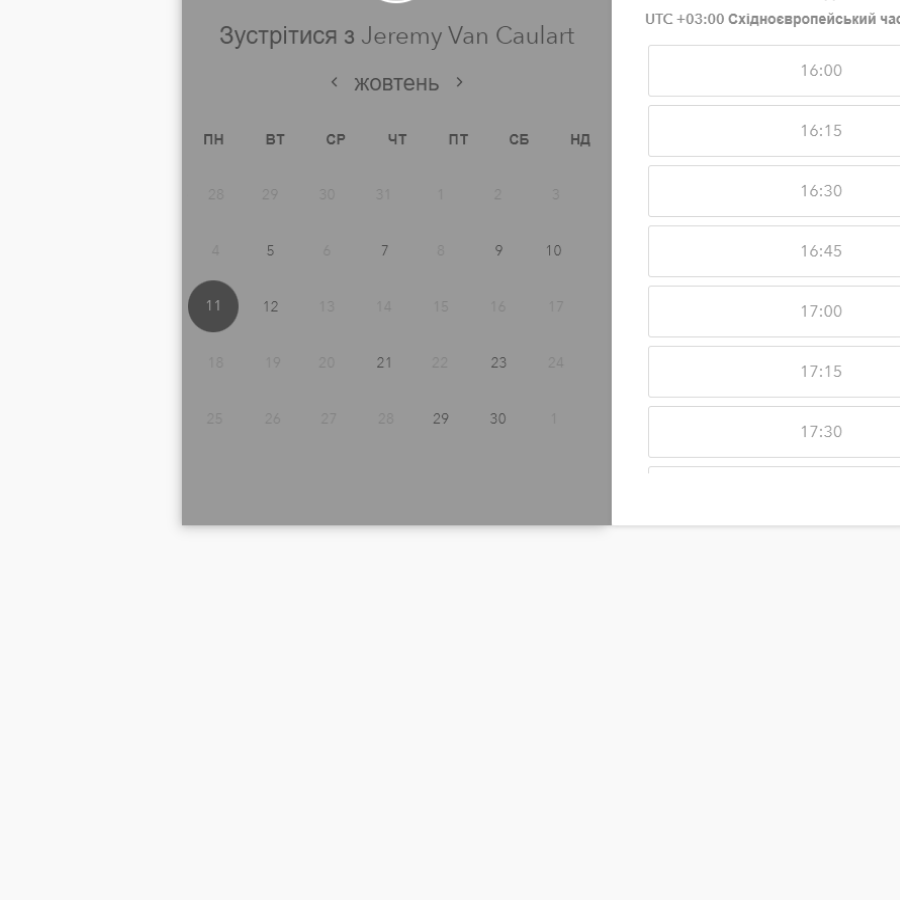 Зустрітися з Jeremy Van Caulart
жовтень
ПН ВТ СР ЧТ ПТ СБ НД
28 29 30 31 1 2 3
4 5 6 7 8 9 10
11 12 13 14 15 16 17
18 19 20 21 22 23 24
25 26 27 28 29 30 1
UTC +03:00 Східноєвропейський час
16:00
16:15
16:30
16:45
17:00
17:15
17:30